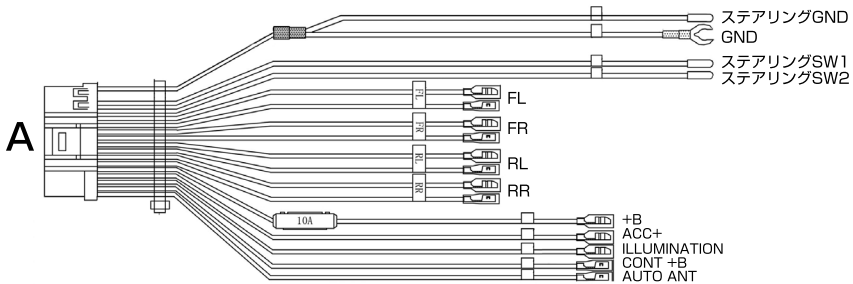 ステアリングGND
GND
ステアリングSW1
ステアリングSW2
FL
FL
FR
FR
A
RL
RL
RR
RR
10A
+B
ACC+
ILLUMINATION
CONT +B
AUTO ANT